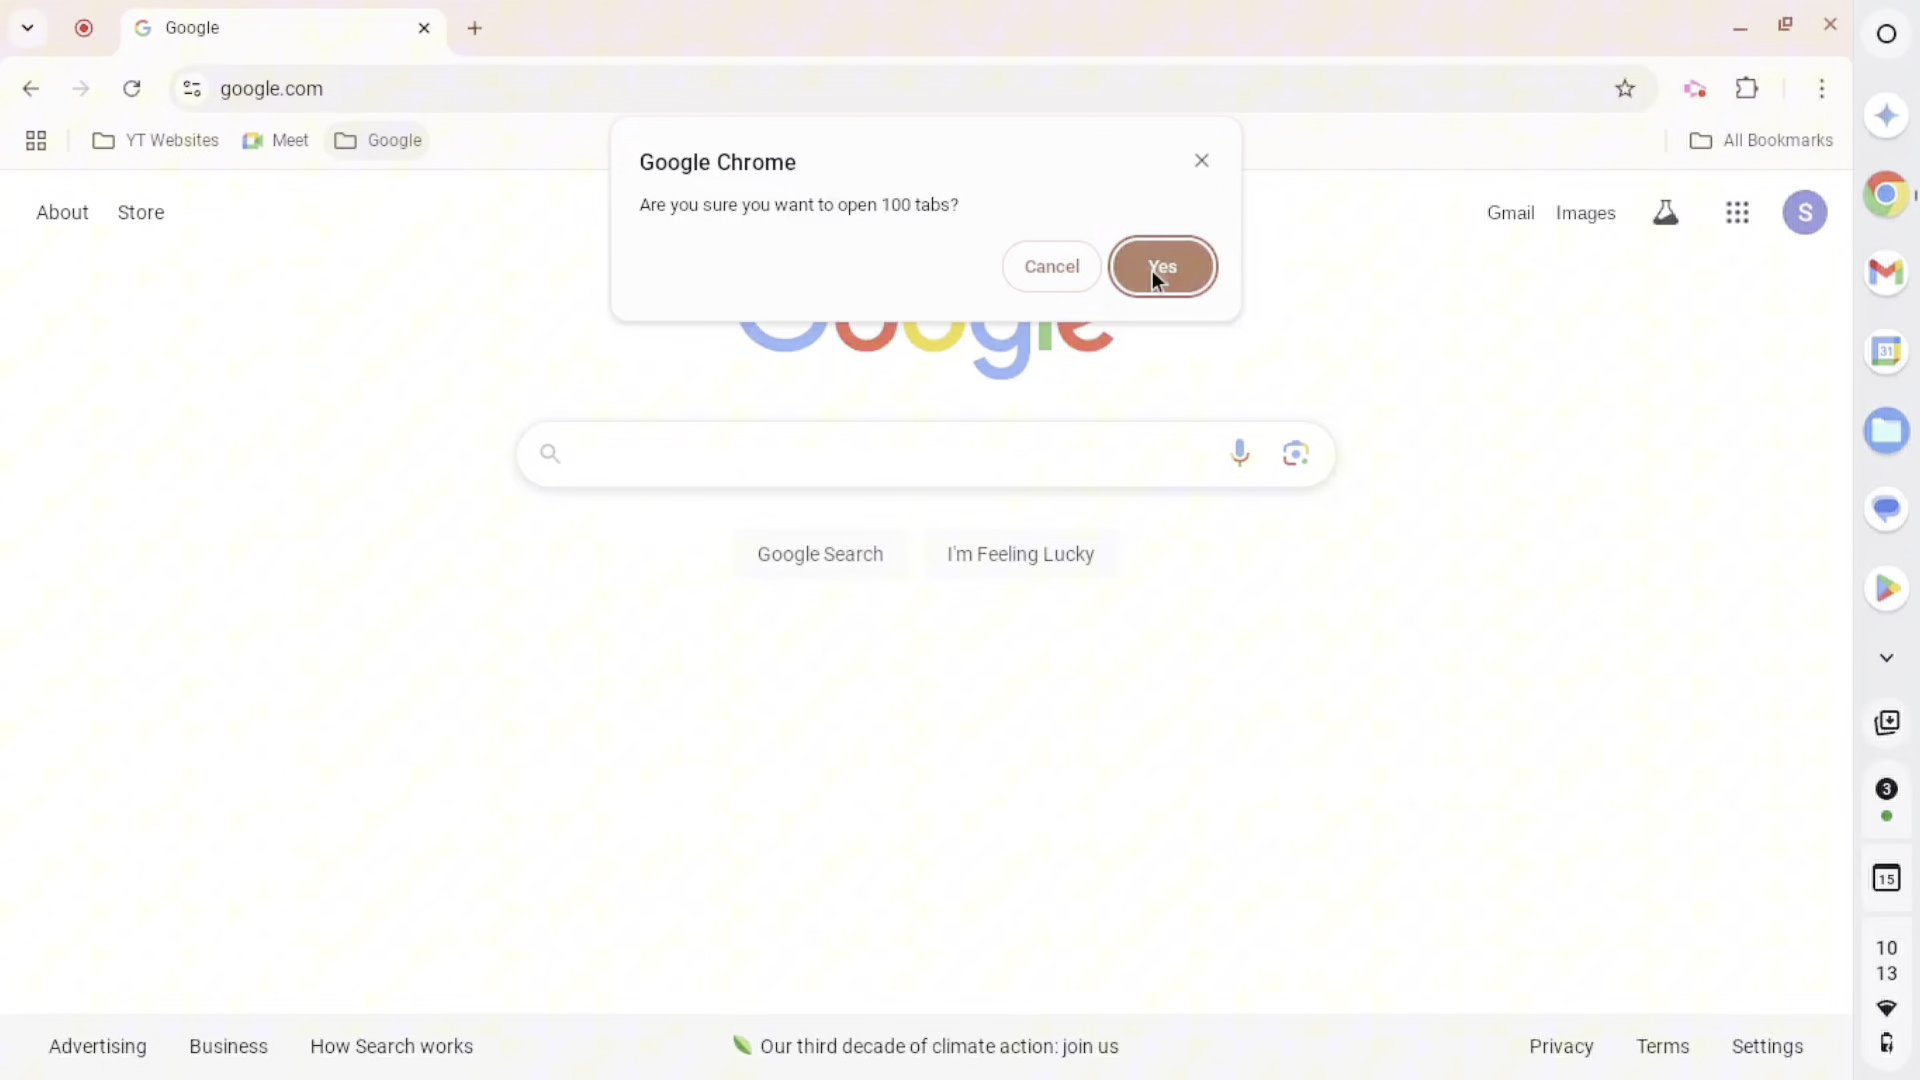 Google
google.com
YT Websites
Meet
Google
All Bookmarks
Google Chrome
Are you sure you want to open 100 tabs?
Cancel
Yes
About
Store
Gmail
Images
S
Google
Google Search
I'm Feeling Lucky
Advertising
Business
How Search works
Our third decade of climate action: join us
Privacy
Terms
Settings
31
3
15
10
13